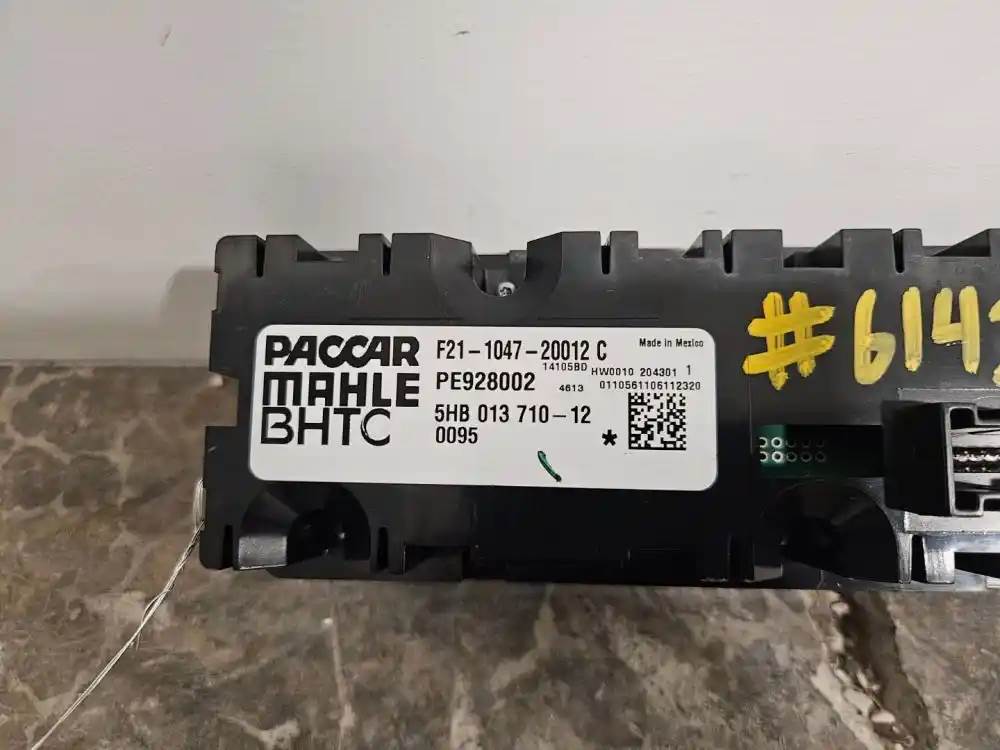 PACCAR
MAHLE
BHTC
F21-1047-20012 C
Made in Mexico
14105BD HW0010 204301 1
PE928002
4613 0110561106112320
5HB 013 710-12
0095
*
#614